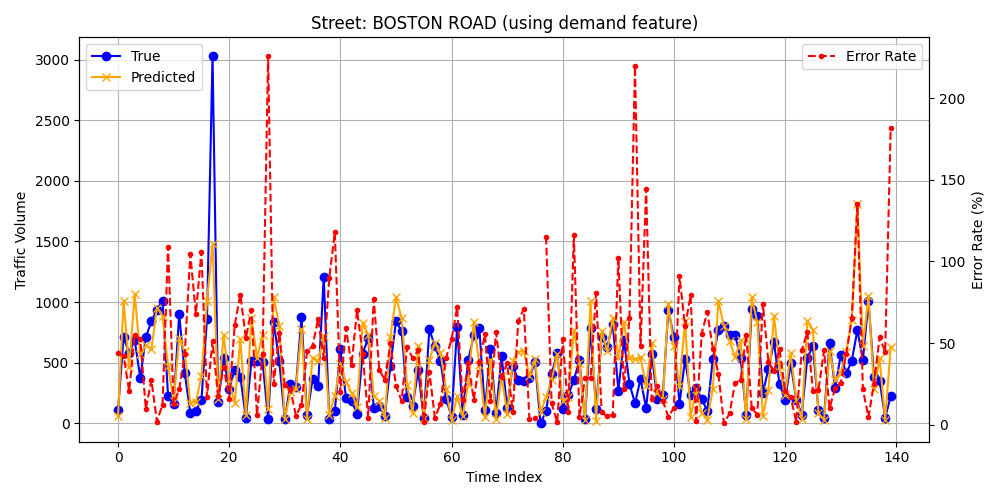 Street: BOSTON ROAD (using demand feature)
True
Predicted
Error Rate
3000
2500
2000
1500
1000
500
0
200
150
100
50
0
Traffic Volume
Error Rate (%)
0 20 40 60 80 100 120 140
Time Index